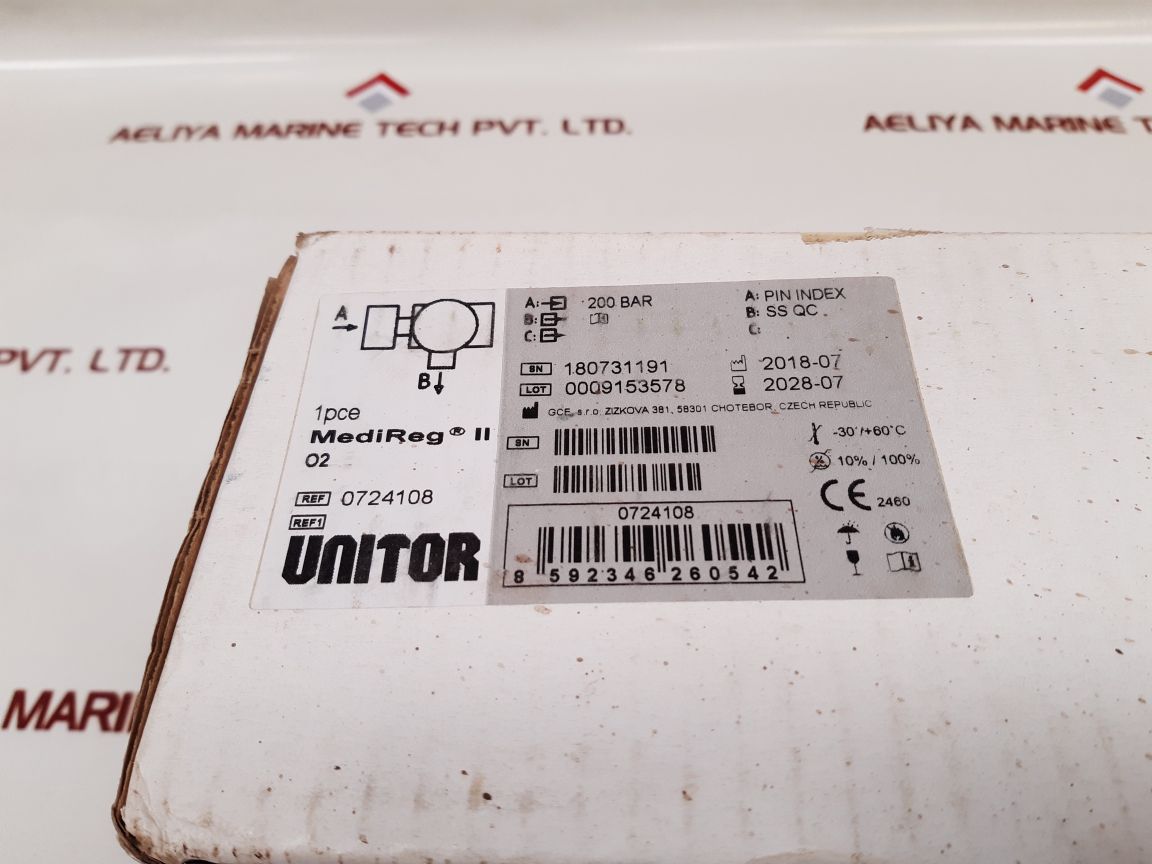 AELIYA MARINE TECH PVT. LTD.
AELIYA MARINE T
PVT. LTD.
MARI
A
B
1pce
MediReg® II
O2
REF 0724108
REF1
UNITOR
A: 200 BAR
B:
C:
A: PIN INDEX
B: SS QC
C:
SN 180731191
LOT 0009153578
2018-07
2028-07
GCE, s.r.o. ZIZKOVA 381, 58301 CHOTEBOR, CZECH REPUBLIC
SN
LOT
-30°/+60°C
10% / 100%
CE 2460
0724108
8 592346 260542